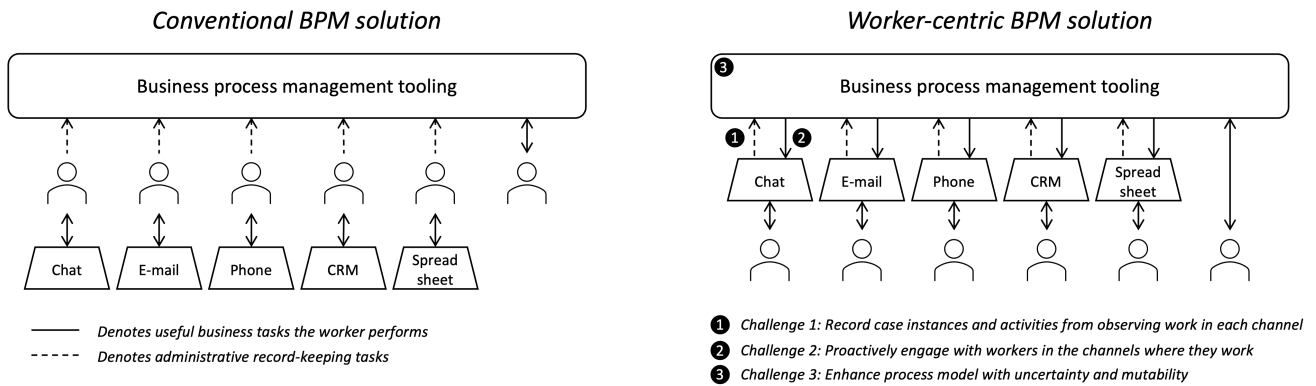 Conventional BPM solution
Business process management tooling
Chat
E-mail
Phone
CRM
Spread
sheet
Denotes useful business tasks the worker performs
Denotes administrative record-keeping tasks
Worker-centric BPM solution
3
Business process management tooling
1
2
Chat
E-mail
Phone
CRM
Spread
sheet
1 Challenge 1: Record case instances and activities from observing work in each channel
2 Challenge 2: Proactively engage with workers in the channels where they work
3 Challenge 3: Enhance process model with uncertainty and mutability